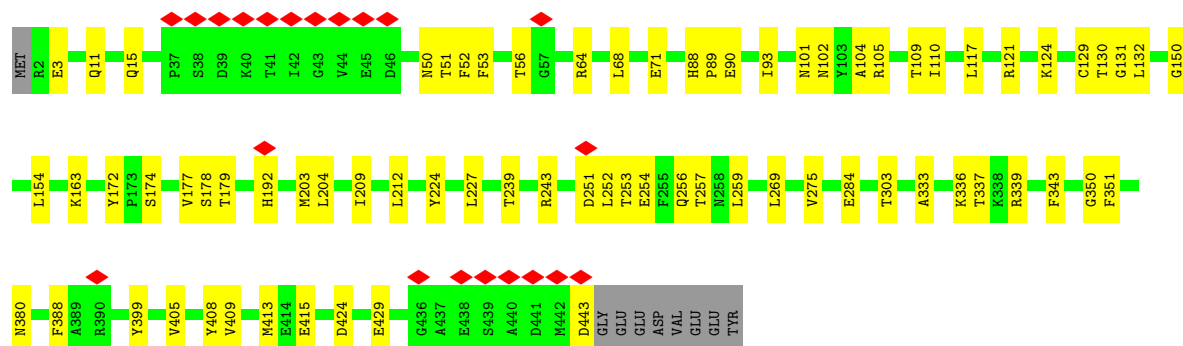 MET R2 E3 Q11 Q15 P37 S38 D39 K40 T41 I42 G43 V44 E45 D46 N50 T51 F52 F53 T56 G57 R64 L68 E71 H88 P89 E90 I93 N101 N102 Y103 A104 R105 T109 I110 L117 R121 K124 C129 T130 G131 L132 G150
L154 K163 Y172 P173 S174 V177 S178 T179 H192 M203 L204 I209 L212 Y224 L227 T239 R243 D251 L252 T253 E254 F255 Q256 T257 N258 L259 L269 V275 E284 T303 A333 K336 T337 K338 R339 F343 G350 F351
N380 F388 A389 R390 Y399 V405 Y408 V409 M413 E414 E415 D424 E429 G436 A437 E438 S439 A440 D441 M442 D443 GLY GLU GLU ASP VAL GLU GLU TYR